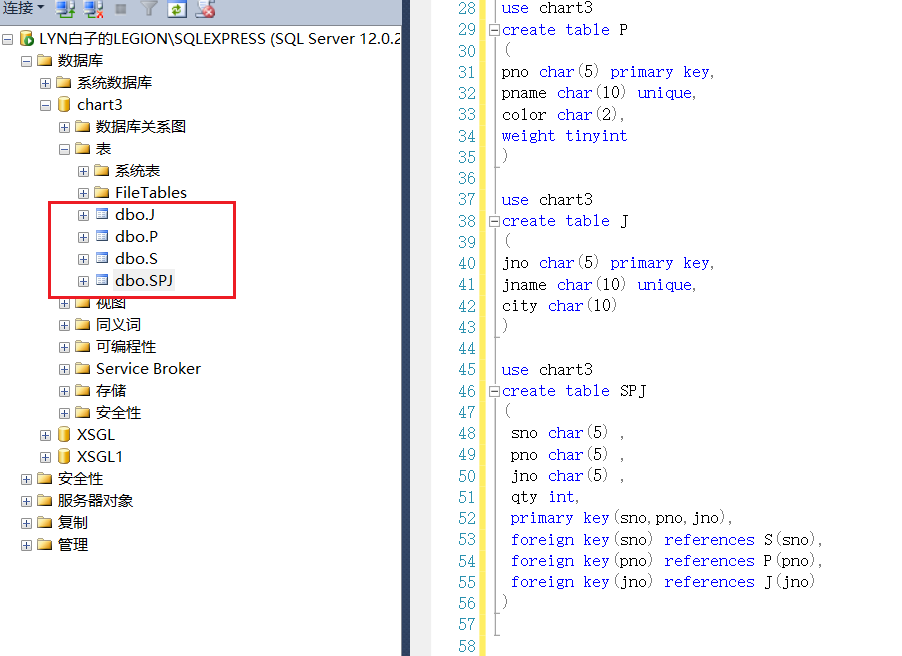 连接
LYN白子的LEGION\SQLEXPRESS (SQL Server 12.0.2
数据库
系统数据库
chart3
数据库关系图
表
系统表
FileTables
dbo.J
dbo.P
dbo.S
dbo.SPJ
视图
同义词
可编程性
Service Broker
存储
安全性
XSGL
XSGL1
安全性
服务器对象
复制
管理
28 use chart3
29 create table P
30 (
31 pno char(5) primary key,
32 pname char(10) unique,
33 color char(2),
34 weight tinyint
35 )
36
37 use chart3
38 create table J
39 (
40 jno char(5) primary key,
41 jname char(10) unique,
42 city char(10)
43 )
44
45 use chart3
46 create table SPJ
47 (
48 sno char(5) ,
49 pno char(5) ,
50 jno char(5) ,
51 qty int,
52 primary key(sno,pno,jno),
53 foreign key(sno) references S(sno),
54 foreign key(pno) references P(pno),
55 foreign key(jno) references J(jno)
56 )
57
58